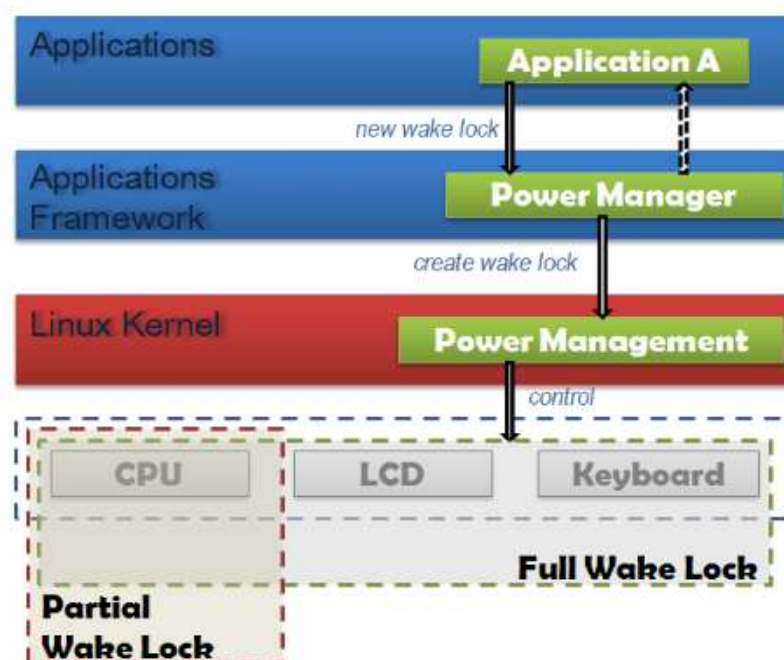 Applications
Application A
new wake lock
Applications
Framework
Power Manager
create wake lock
Linux Kernel
Power Management
control
CPU
LCD
Keyboard
Full Wake Lock
Partial
Wake Lock